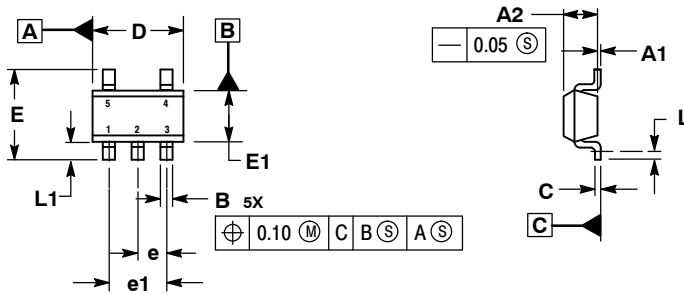 A2
A
D
B
— 0.05 Ⓢ
A1
5 4
E
1 2 3
L
E1
L1
C
B 5X
⌖ 0.10 Ⓜ C B Ⓢ A Ⓢ
C
e
e1